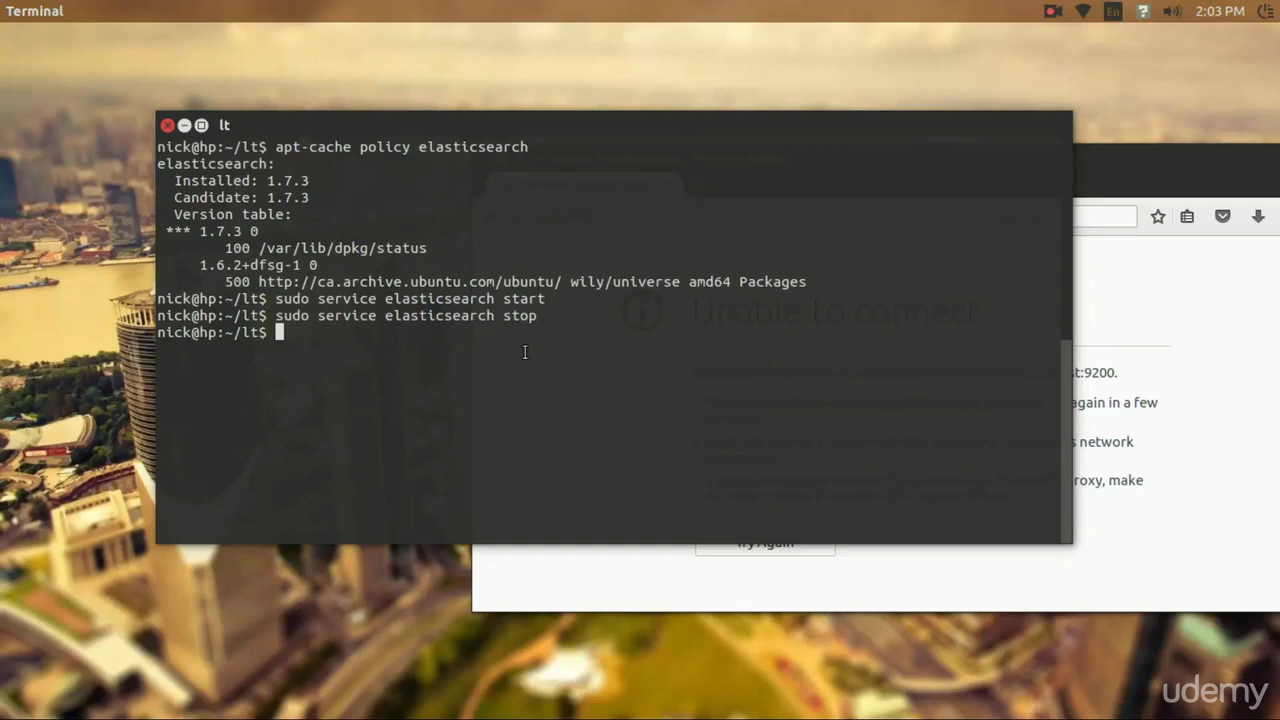 Terminal
En
2:03 PM
lt
nick@hp:~/lt$ apt-cache policy elasticsearch
elasticsearch:
Installed: 1.7.3
Candidate: 1.7.3
Version table:
*** 1.7.3 0
100 /var/lib/dpkg/status
1.6.2+dfsg-1 0
500 http://ca.archive.ubuntu.com/ubuntu/ wily/universe amd64 Packages
nick@hp:~/lt$ sudo service elasticsearch start
nick@hp:~/lt$ sudo service elasticsearch stop
nick@hp:~/lt$
Unable to connect
st:9200.
again in a few
s network
roxy, make
Try Again
udemy